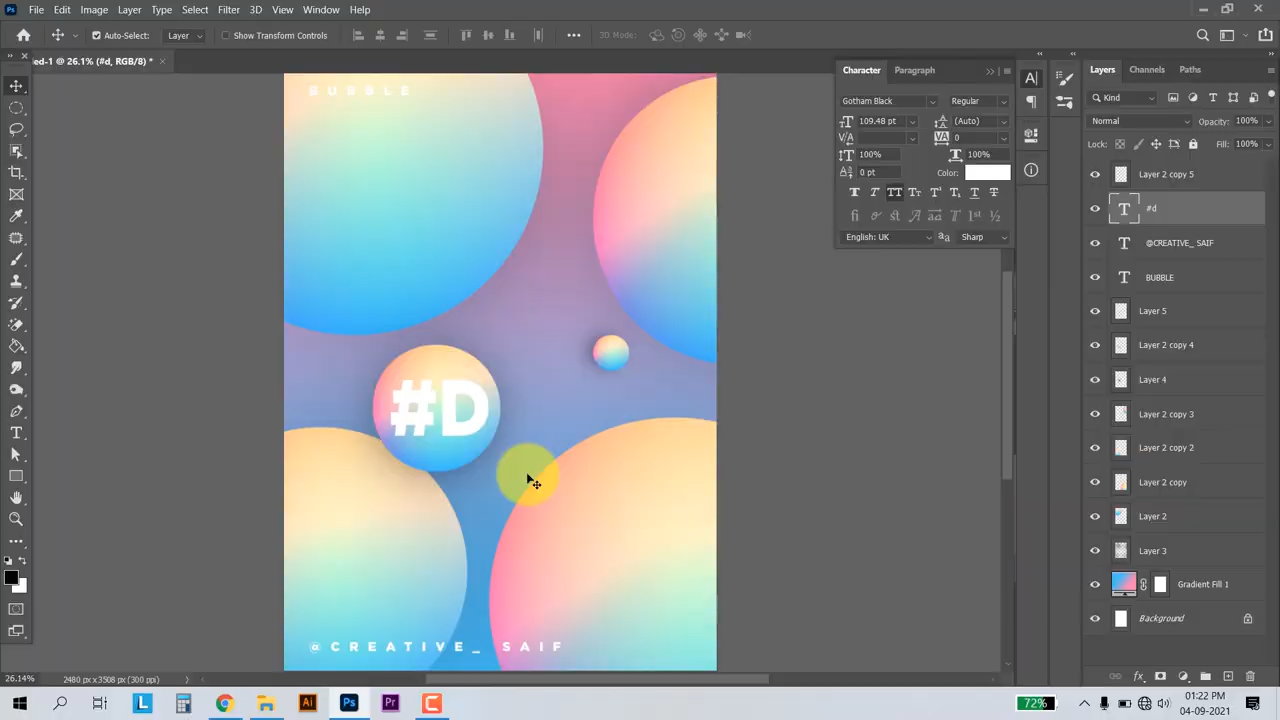 Ps File Edit Image Layer Type Select Filter 3D View Window Help
Auto-Select: Layer Show Transform Controls 3D Mode:
ed-1 @ 26.1% (#d, RGB/8) *
BUBBLE
#D
@CREATIVE_ SAIF
Character Paragraph
Gotham Black Regular
109.48 pt (Auto)
0
100% 100%
0 pt Color:
English: UK Sharp
Layers Channels Paths
Kind
Normal Opacity: 100%
Lock: Fill: 100%
Layer 2 copy 5
#d
@CREATIVE_ SAIF
BUBBLE
Layer 5
Layer 2 copy 4
Layer 4
Layer 2 copy 3
Layer 2 copy 2
Layer 2 copy
Layer 2
Layer 3
Gradient Fill 1
Background
26.14% 2480 px x 3508 px (300 ppi)
L Ai Ps Pr C
72%
01:22 PM
04-09-2021